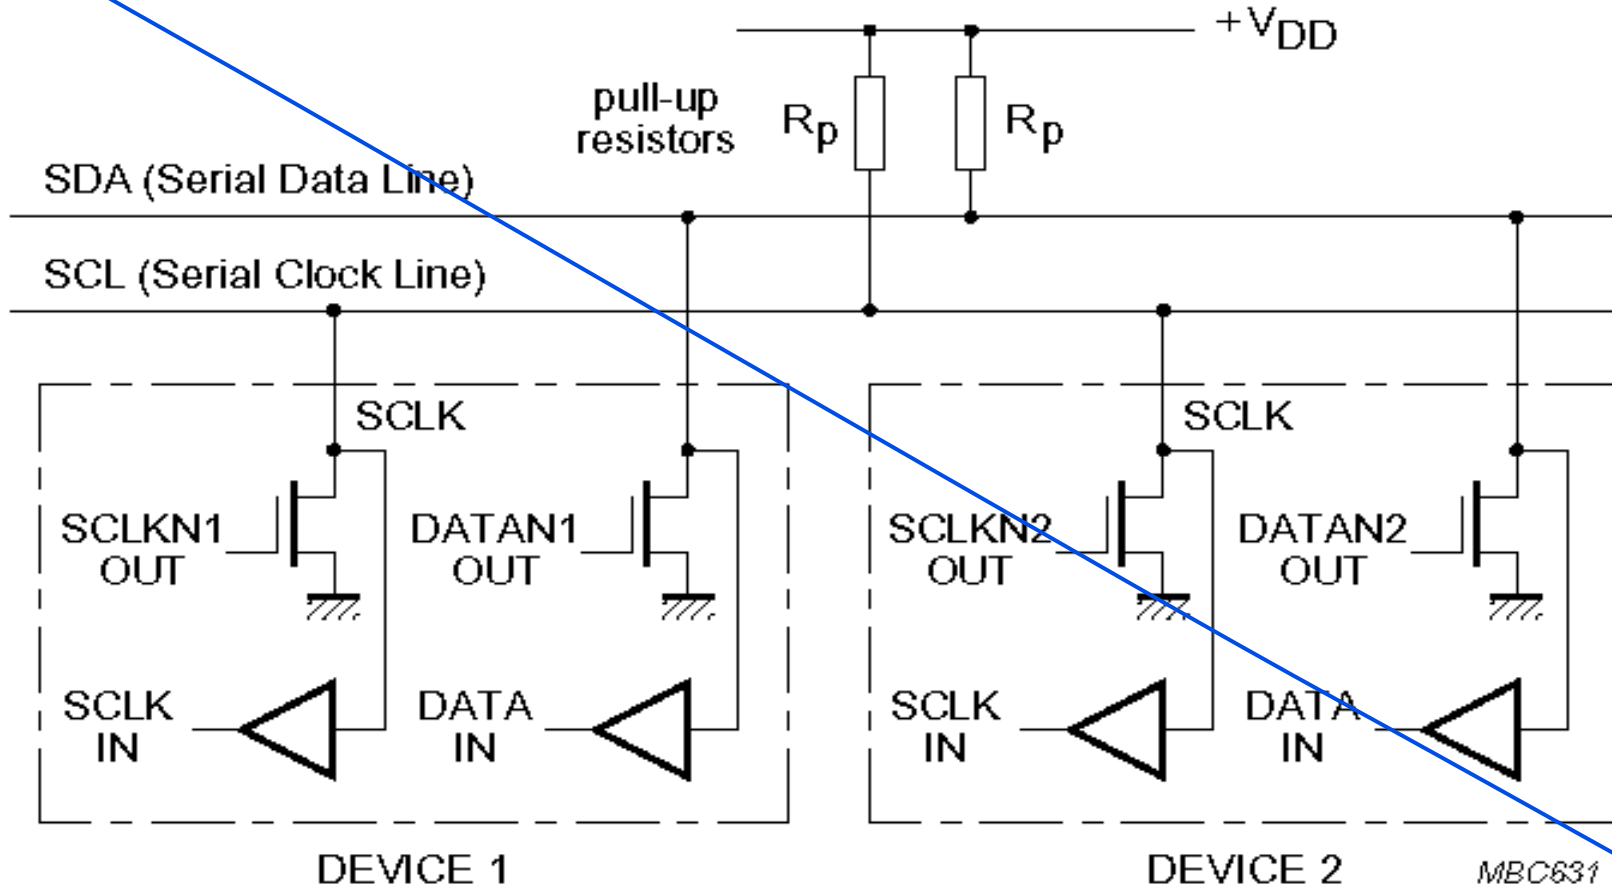 +VDD
pull-up
resistors
Rp
Rp
SDA (Serial Data Line)
SCL (Serial Clock Line)
SCLK
SCLK
SCLKN1
OUT
DATAN1
OUT
SCLKN2
OUT
DATAN2
OUT
SCLK
IN
DATA
IN
SCLK
IN
DATA
IN
DEVICE 1
DEVICE 2
MBC631